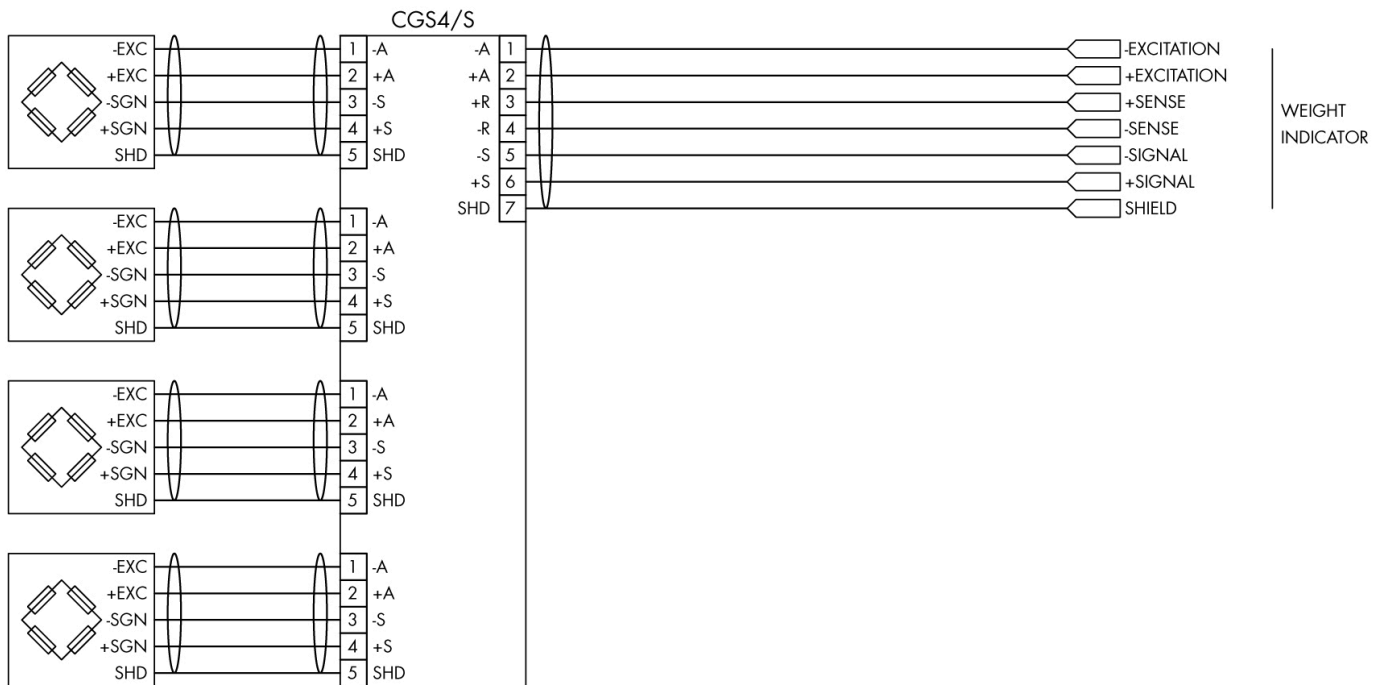 CGS4/S
-EXC 1 -A
+EXC 2 +A
-SGN 3 -S
+SGN 4 +S
SHD 5 SHD
-EXC 1 -A
+EXC 2 +A
-SGN 3 -S
+SGN 4 +S
SHD 5 SHD
-EXC 1 -A
+EXC 2 +A
-SGN 3 -S
+SGN 4 +S
SHD 5 SHD
-EXC 1 -A
+EXC 2 +A
-SGN 3 -S
+SGN 4 +S
SHD 5 SHD
-A 1 -EXCITATION
+A 2 +EXCITATION
+R 3 +SENSE
-R 4 -SENSE
-S 5 -SIGNAL
+S 6 +SIGNAL
SHD 7 SHIELD
WEIGHT
INDICATOR